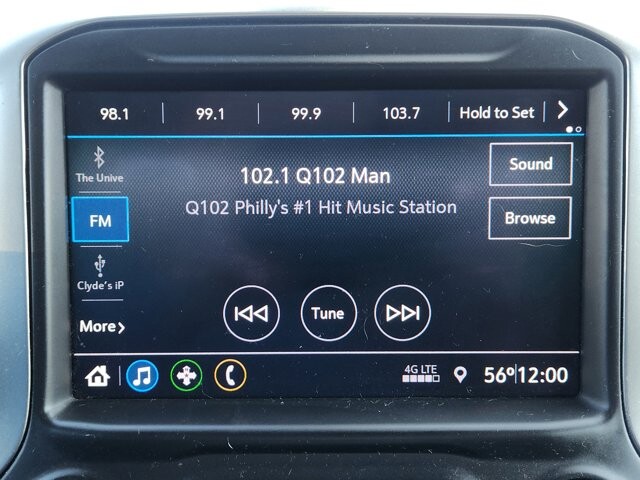 98.1 99.1 99.9 103.7 Hold to Set
The Unive
102.1 Q102 Man
Sound
FM
Q102 Philly's #1 Hit Music Station
Browse
Clyde's iP
Tune
More
4G LTE
56° 12:00